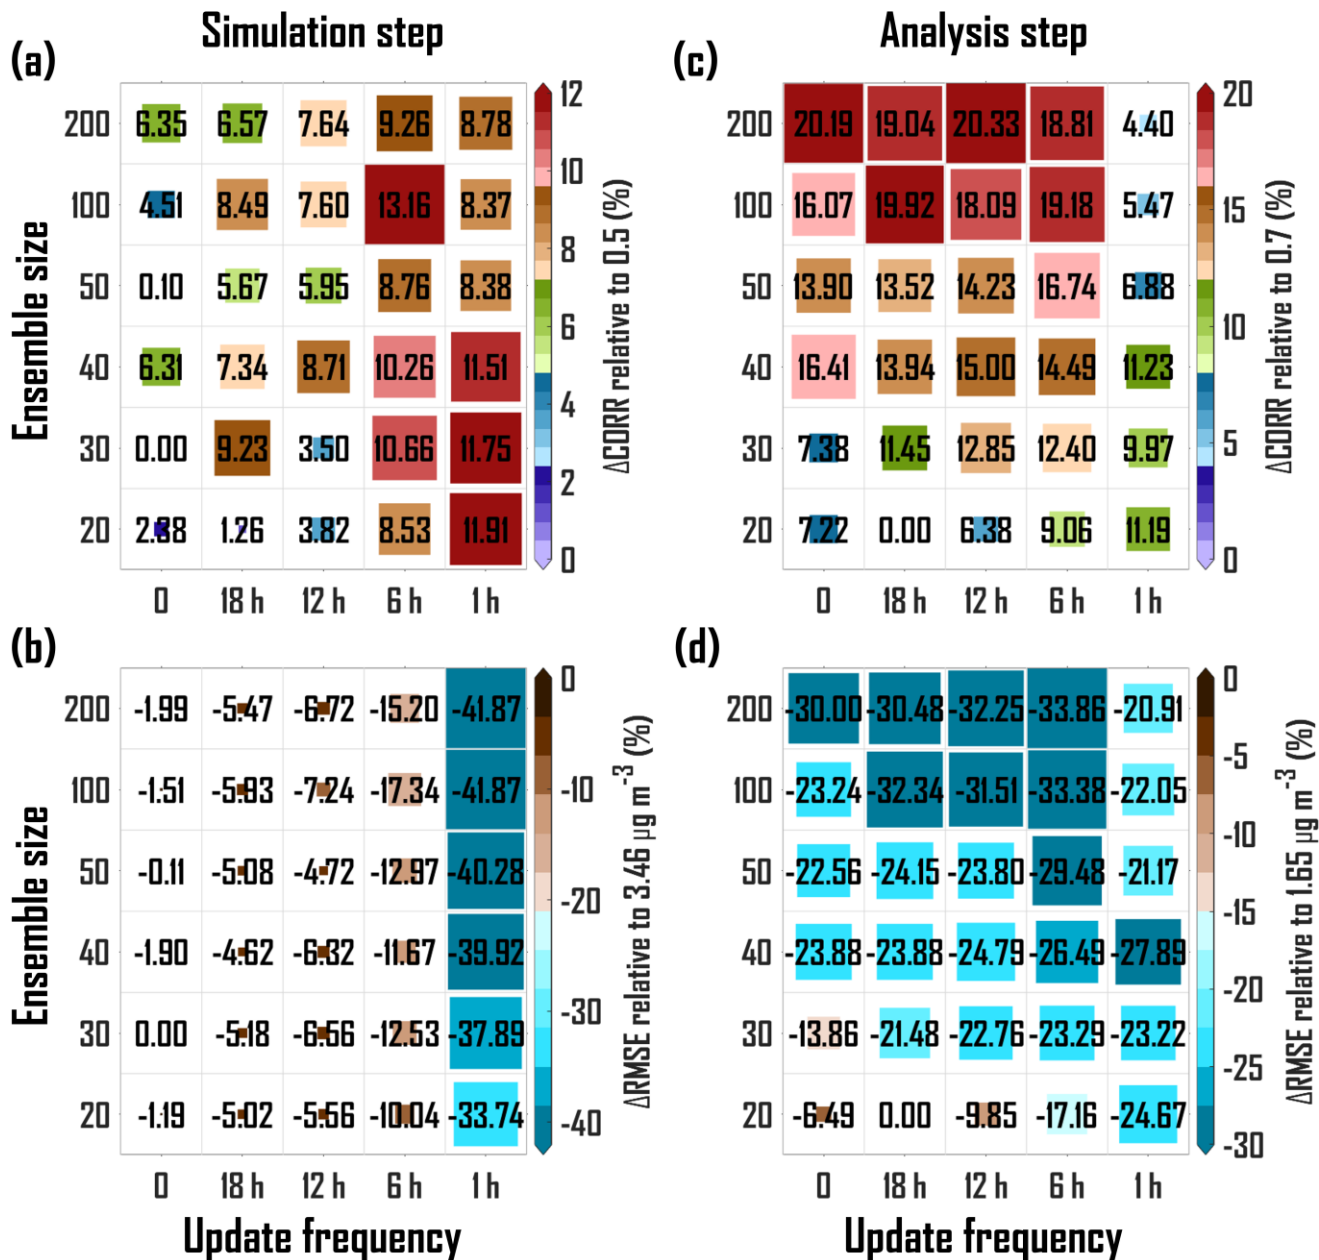 Simulation step
(a)
Ensemble size
200 6.35 6.57 7.64 9.26 8.78
100 4.51 8.49 7.60 13.16 8.37
50 0.10 5.67 5.95 8.76 8.38
40 6.31 7.34 8.71 10.26 11.51
30 0.00 9.23 3.50 10.66 11.75
20 2.38 1.26 3.82 8.53 11.91
0 18 h 12 h 6 h 1 h
12
10
8
6
4
2
0
ΔCORR relative to 0.5 (%)
Analysis step
(c)
200 20.19 19.04 20.33 18.81 4.40
100 16.07 19.92 18.09 19.18 5.47
50 13.90 13.52 14.23 16.74 6.88
40 16.41 13.94 15.00 14.49 11.23
30 7.38 11.45 12.85 12.40 9.97
20 7.22 0.00 6.38 9.06 11.19
0 18 h 12 h 6 h 1 h
20
15
10
5
0
ΔCORR relative to 0.7 (%)
(b)
Ensemble size
200 -1.99 -5.47 -6.72 -15.20 -41.87
100 -1.51 -5.93 -7.24 -17.34 -41.87
50 -0.11 -5.08 -4.72 -12.97 -40.28
40 -1.90 -4.62 -6.32 -11.67 -39.92
30 0.00 -5.18 -6.56 -12.53 -37.89
20 -1.19 -5.02 -5.56 -10.04 -33.74
0 18 h 12 h 6 h 1 h
Update frequency
0
-10
-20
-30
-40
ΔRMSE relative to 3.46 μg m⁻³ (%)
(d)
200 -30.00 -30.48 -32.25 -33.86 -20.91
100 -23.24 -32.34 -31.51 -33.38 -22.05
50 -22.56 -24.15 -23.80 -29.48 -21.17
40 -23.88 -23.88 -24.79 -26.49 -27.89
30 -13.86 -21.48 -22.76 -23.29 -23.22
20 -6.49 0.00 -9.85 -17.16 -24.67
0 18 h 12 h 6 h 1 h
Update frequency
0
-5
-10
-15
-20
-25
-30
ΔRMSE relative to 1.65 μg m⁻³ (%)